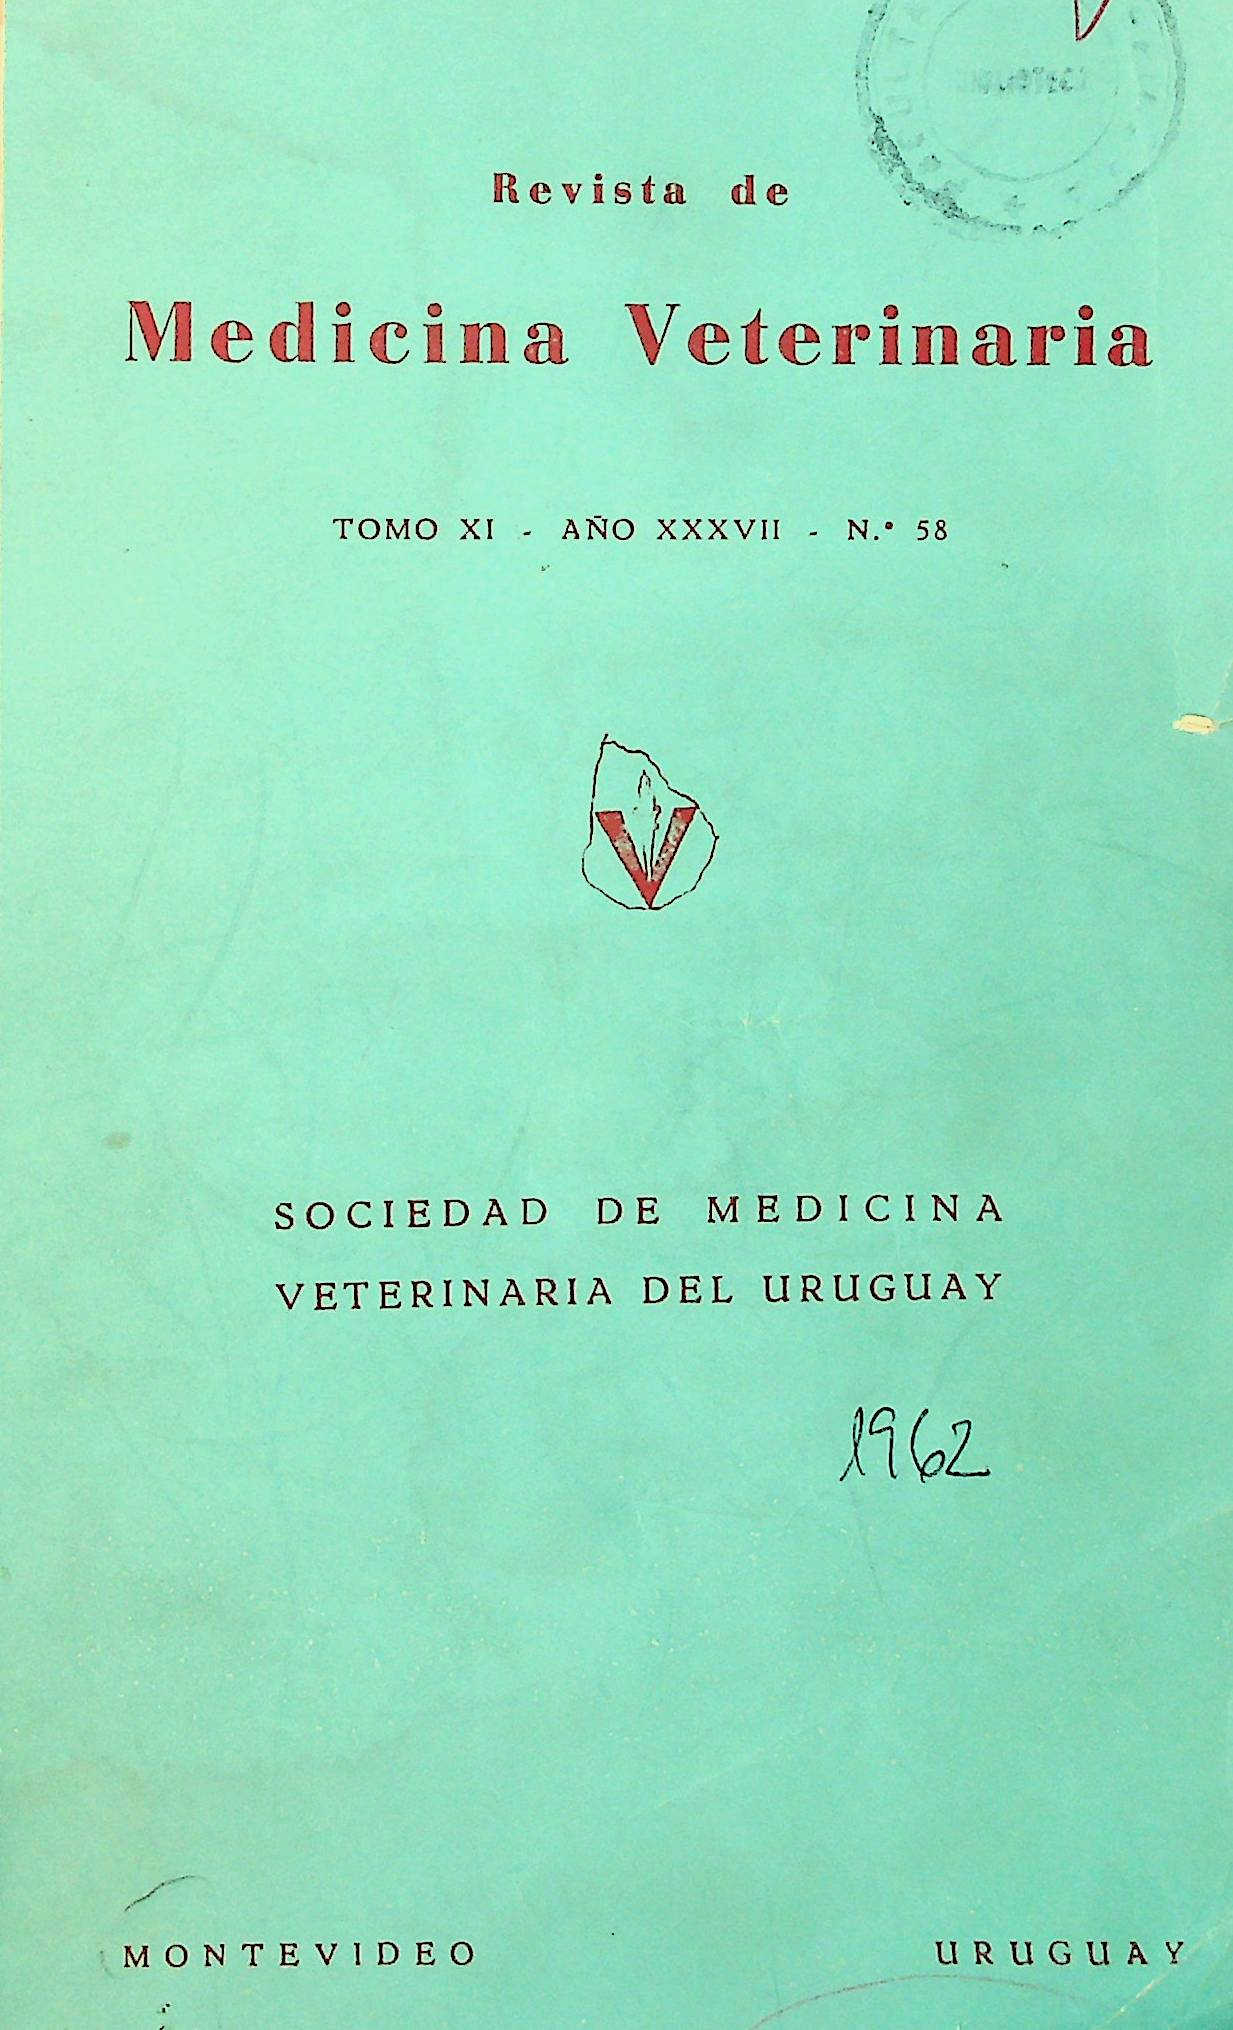 Revista de
Medicina Veterinaria
TOMO XI - AÑO XXXVII - N.º 58
SOCIEDAD DE MEDICINA
VETERINARIA DEL URUGUAY
1962
MONTEVIDEO URUGUAY